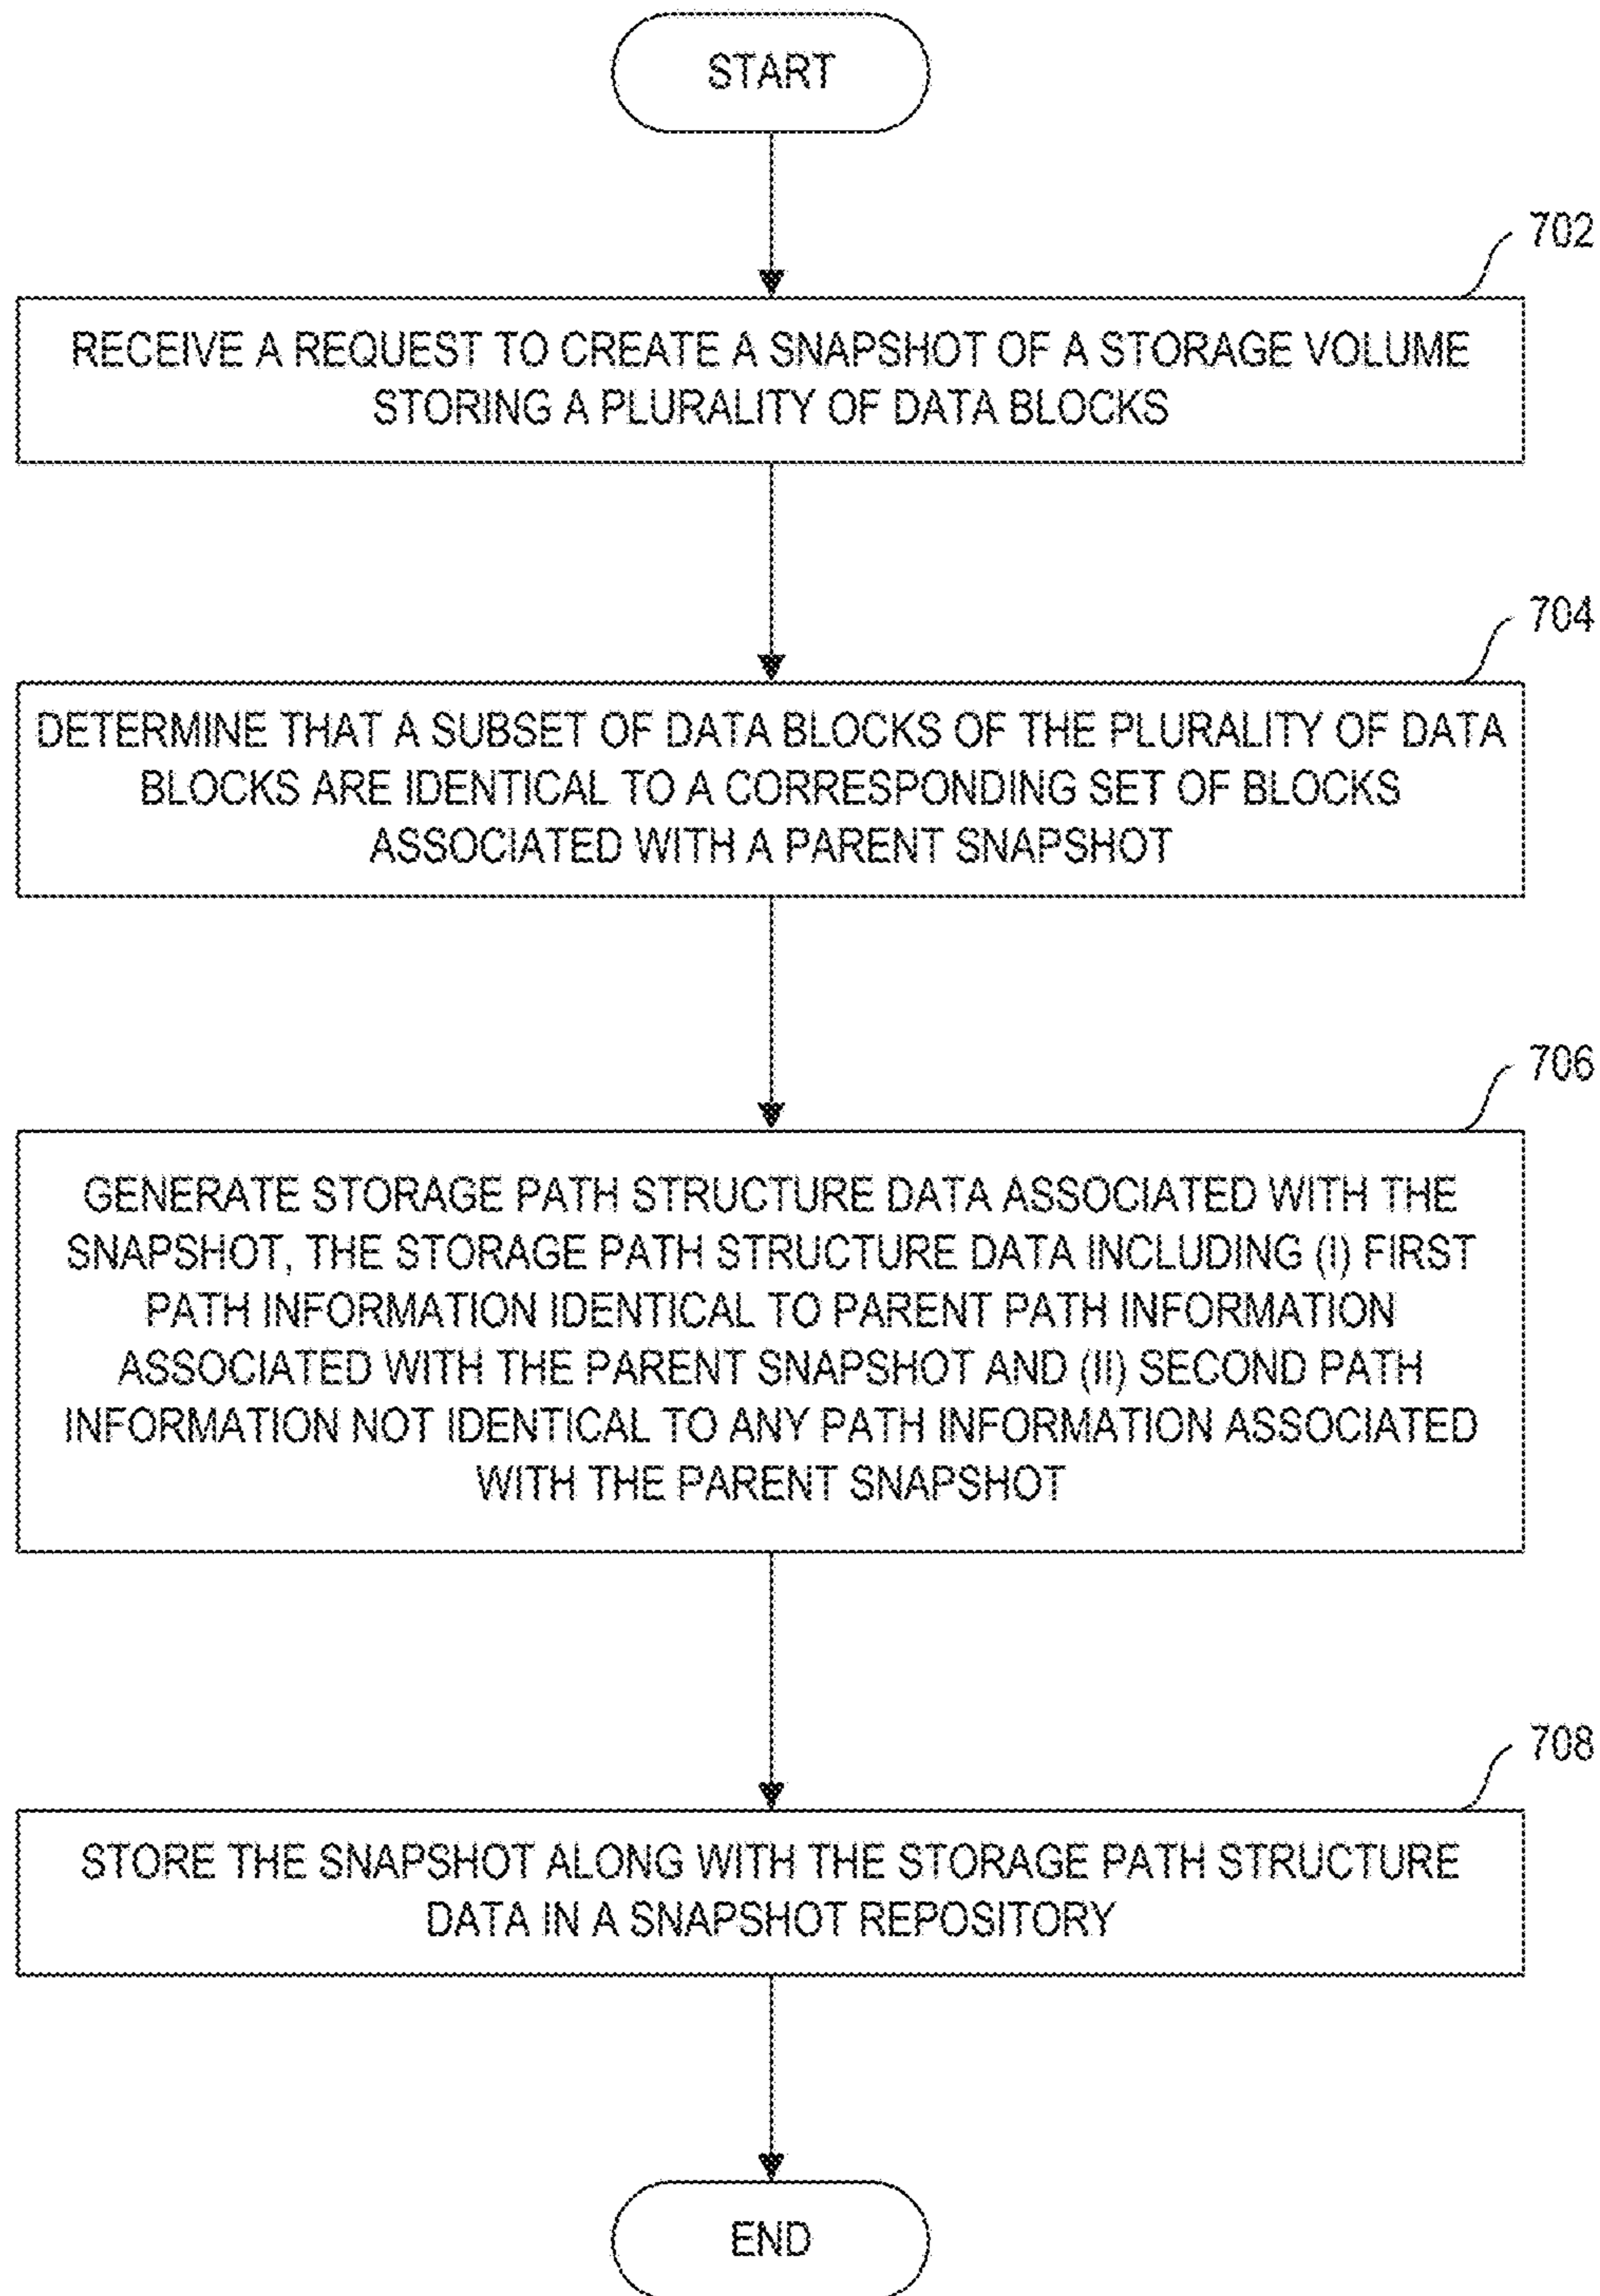 START
702
RECEIVE A REQUEST TO CREATE A SNAPSHOT OF A STORAGE VOLUME
STORING A PLURALITY OF DATA BLOCKS
704
DETERMINE THAT A SUBSET OF DATA BLOCKS OF THE PLURALITY OF DATA
BLOCKS ARE IDENTICAL TO A CORRESPONDING SET OF BLOCKS
ASSOCIATED WITH A PARENT SNAPSHOT
706
GENERATE STORAGE PATH STRUCTURE DATA ASSOCIATED WITH THE
SNAPSHOT, THE STORAGE PATH STRUCTURE DATA INCLUDING (I) FIRST
PATH INFORMATION IDENTICAL TO PARENT PATH INFORMATION
ASSOCIATED WITH THE PARENT SNAPSHOT AND (II) SECOND PATH
INFORMATION NOT IDENTICAL TO ANY PATH INFORMATION ASSOCIATED
WITH THE PARENT SNAPSHOT
708
STORE THE SNAPSHOT ALONG WITH THE STORAGE PATH STRUCTURE
DATA IN A SNAPSHOT REPOSITORY
END